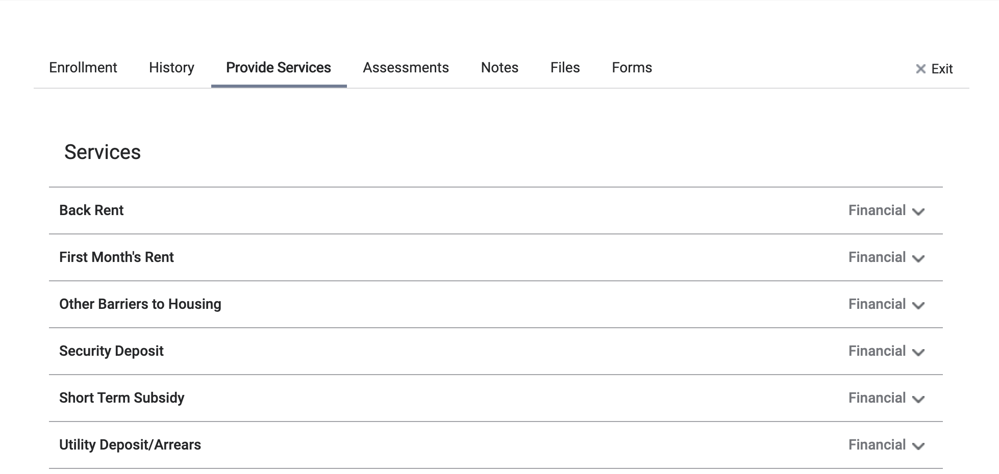 Enrollment History Provide Services Assessments Notes Files Forms Exit
Services
Back Rent Financial
First Month's Rent Financial
Other Barriers to Housing Financial
Security Deposit Financial
Short Term Subsidy Financial
Utility Deposit/Arrears Financial